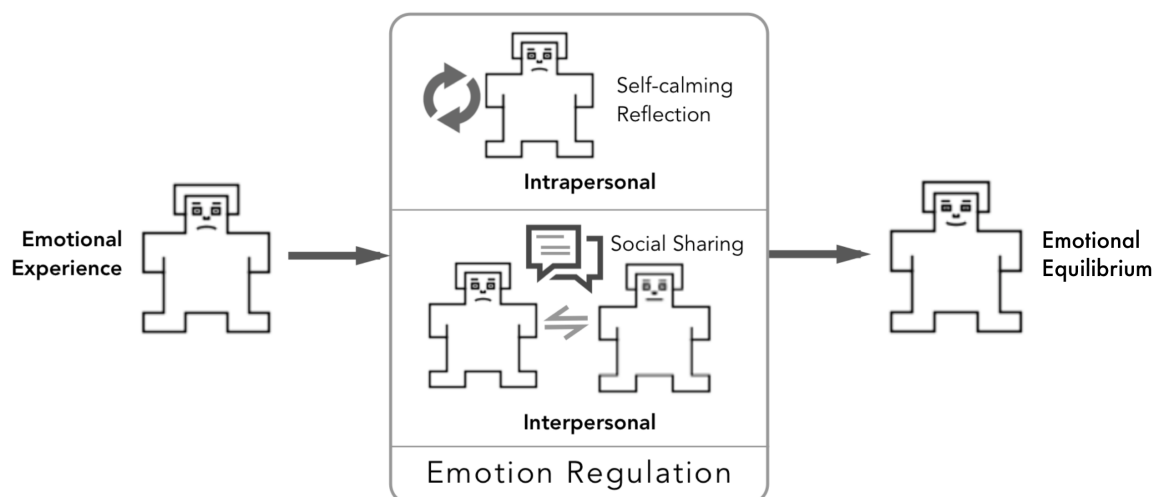 Emotional
Experience
Self-calming
Reflection
Intrapersonal
Social Sharing
Interpersonal
Emotion Regulation
Emotional
Equilibrium